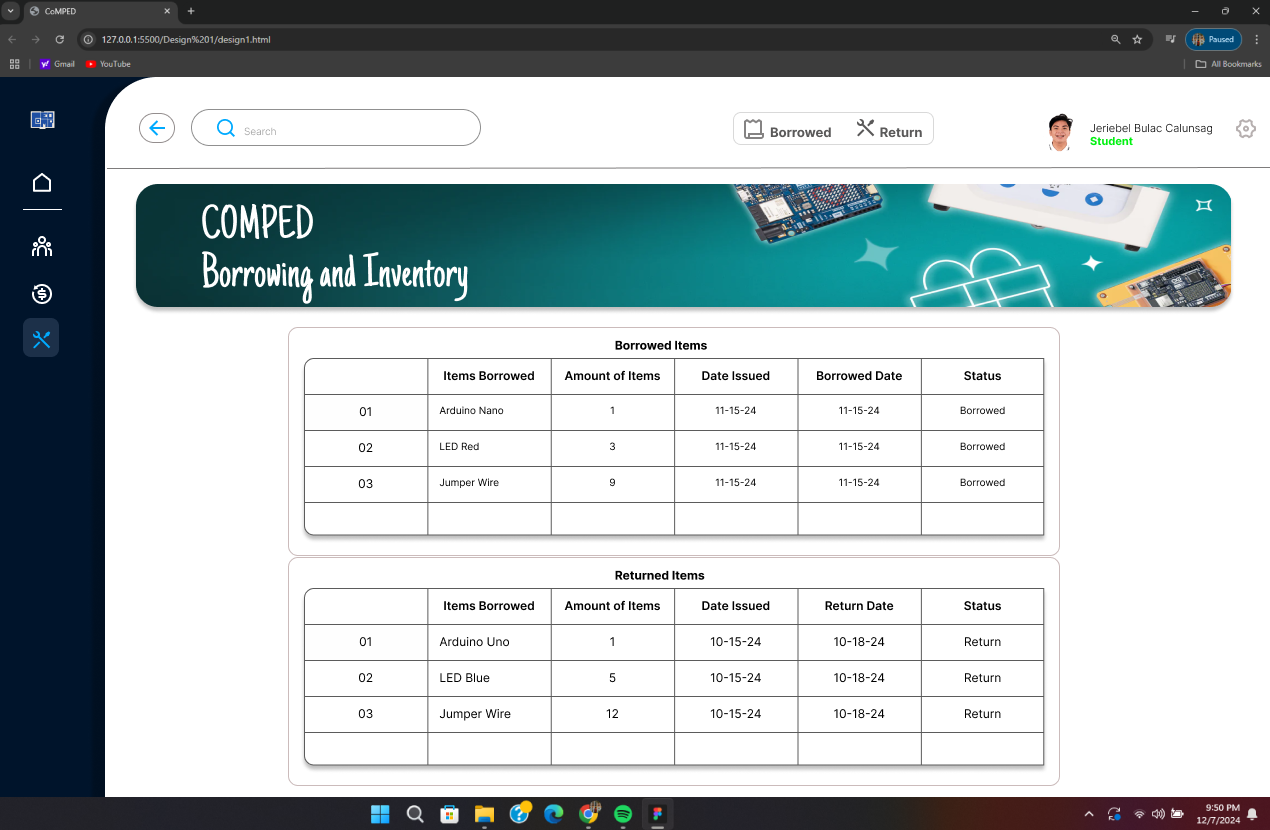 CoMPED
127.0.0.1:5500/Design%201/design1.html
Paused
Gmail
YouTube
All Bookmarks
Search
Borrowed
Return
Jeriebel Bulac Calunsag
Student
COMPED
Borrowing and Inventory
Borrowed Items
Items Borrowed Amount of Items Date Issued Borrowed Date Status
01 Arduino Nano 1 11-15-24 11-15-24 Borrowed
02 LED Red 3 11-15-24 11-15-24 Borrowed
03 Jumper Wire 9 11-15-24 11-15-24 Borrowed
Returned Items
Items Borrowed Amount of Items Date Issued Return Date Status
01 Arduino Uno 1 10-15-24 10-18-24 Return
02 LED Blue 5 10-15-24 10-18-24 Return
03 Jumper Wire 12 10-15-24 10-18-24 Return
9:50 PM
12/7/2024